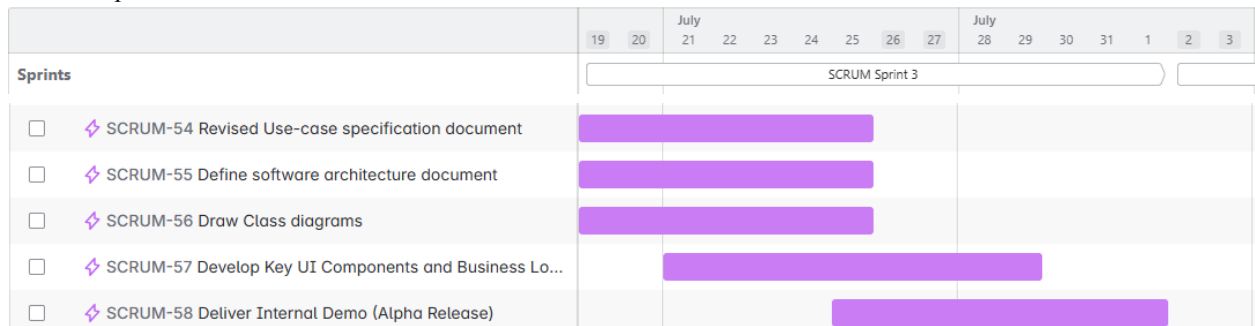 July July
19 20 21 22 23 24 25 26 27 28 29 30 31 1 2 3
Sprints SCRUM Sprint 3
SCRUM-54 Revised Use-case specification document
SCRUM-55 Define software architecture document
SCRUM-56 Draw Class diagrams
SCRUM-57 Develop Key UI Components and Business Lo...
SCRUM-58 Deliver Internal Demo (Alpha Release)